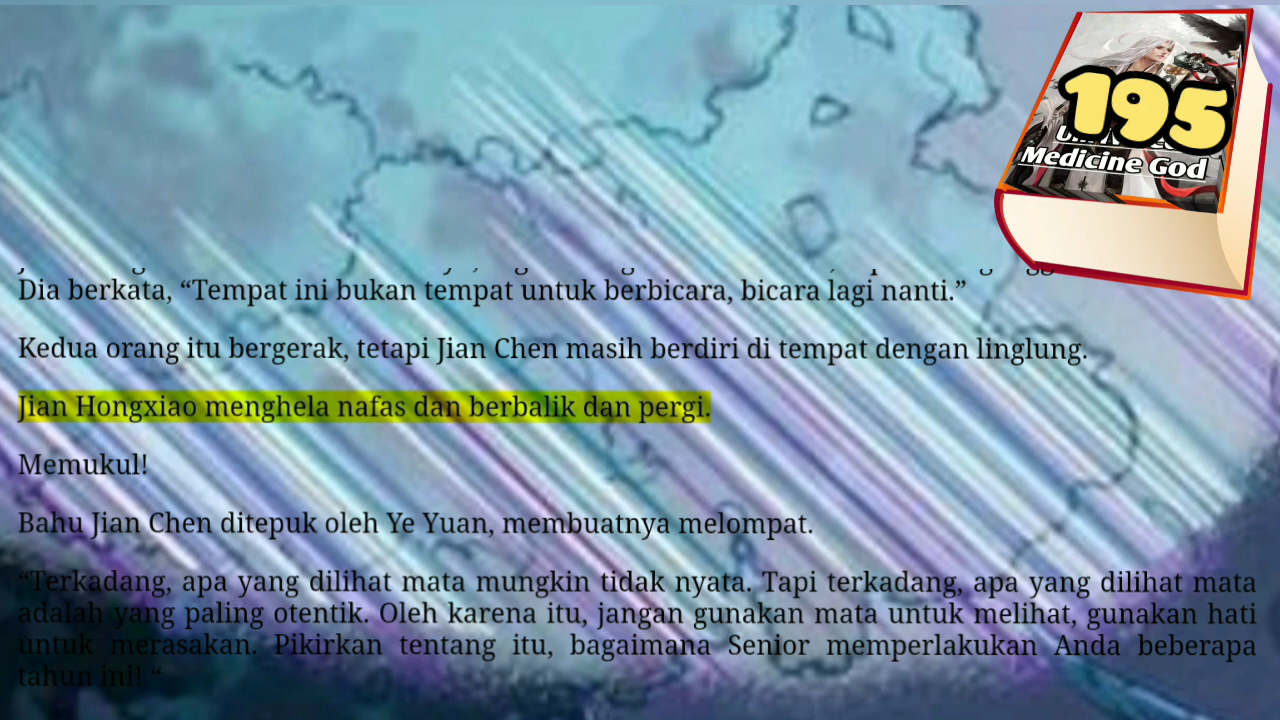 195
Medicine God
Dia berkata, “Tempat ini bukan tempat untuk berbicara, bicara lagi nanti.”
Kedua orang itu bergerak, tetapi Jian Chen masih berdiri di tempat dengan linglung.
Jian Hongxiao menghela nafas dan berbalik dan pergi.
Memukul!
Bahu Jian Chen ditepuk oleh Ye Yuan, membuatnya melompat.
“Terkadang, apa yang dilihat mata mungkin tidak nyata. Tapi terkadang, apa yang dilihat mata
adalah yang paling otentik. Oleh karena itu, jangan gunakan mata untuk melihat, gunakan hati
untuk merasakan. Pikirkan tentang itu, bagaimana Senior memperlakukan Anda beberapa
tahun ini! “